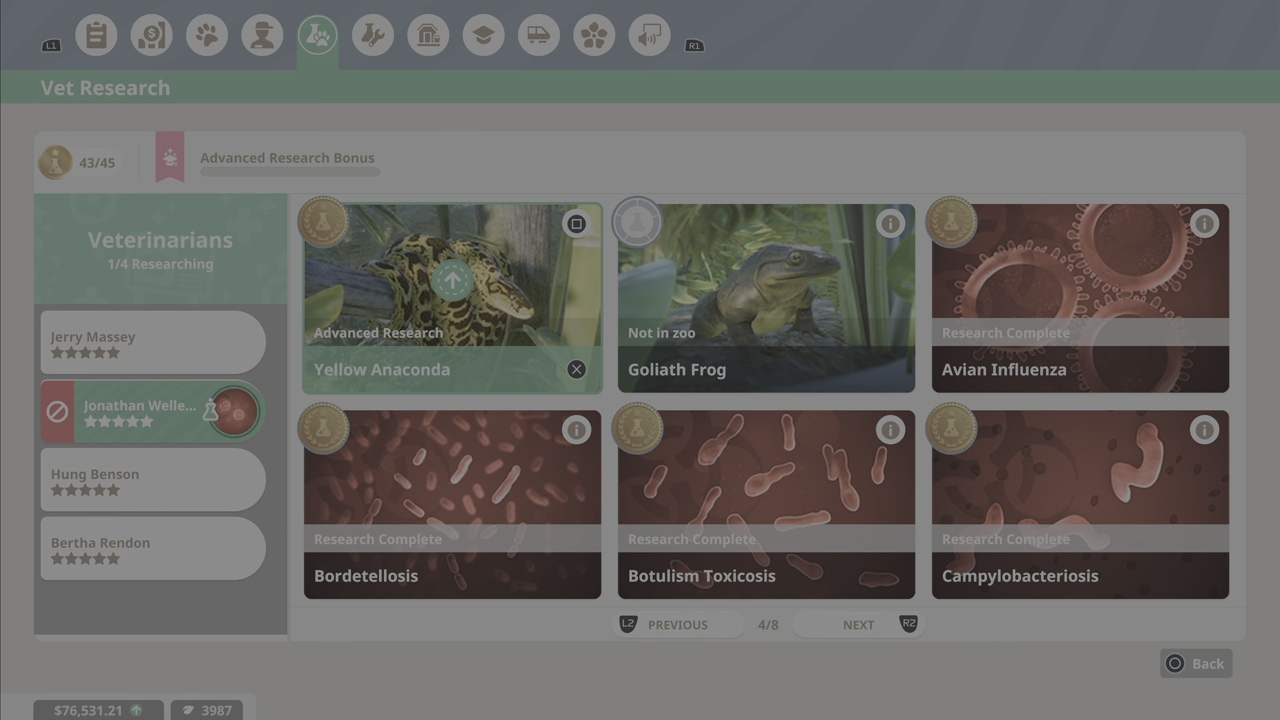 L1
R1
Vet Research
43/45
Advanced Research Bonus
Veterinarians
1/4 Researching
Jerry Massey
Jonathan Welle...
Hung Benson
Bertha Rendon
Advanced Research
Yellow Anaconda
Not in zoo
Goliath Frog
Research Complete
Avian Influenza
Research Complete
Bordetellosis
Research Complete
Botulism Toxicosis
Research Complete
Campylobacteriosis
L2 PREVIOUS 4/8 NEXT R2
Back
$76,531.21 3987